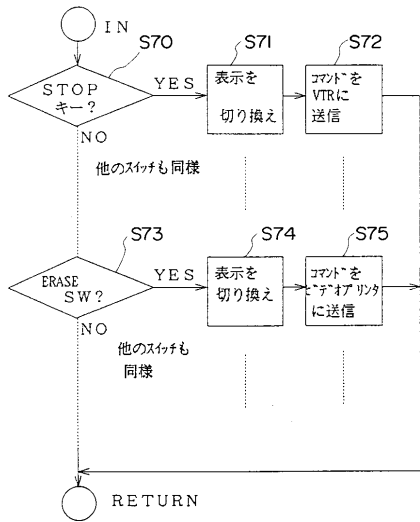 IN
S70
S71
S72
STOP
キー?
YES
表示を
切り換え
コマンドを
VTRに
送信
NO
他のスイッチも同様
S73
S74
S75
ERASE
SW?
YES
表示を
切り換え
コマンドを
ビデオプリンタ
に送信
NO
他のスイッチも
同様
RETURN